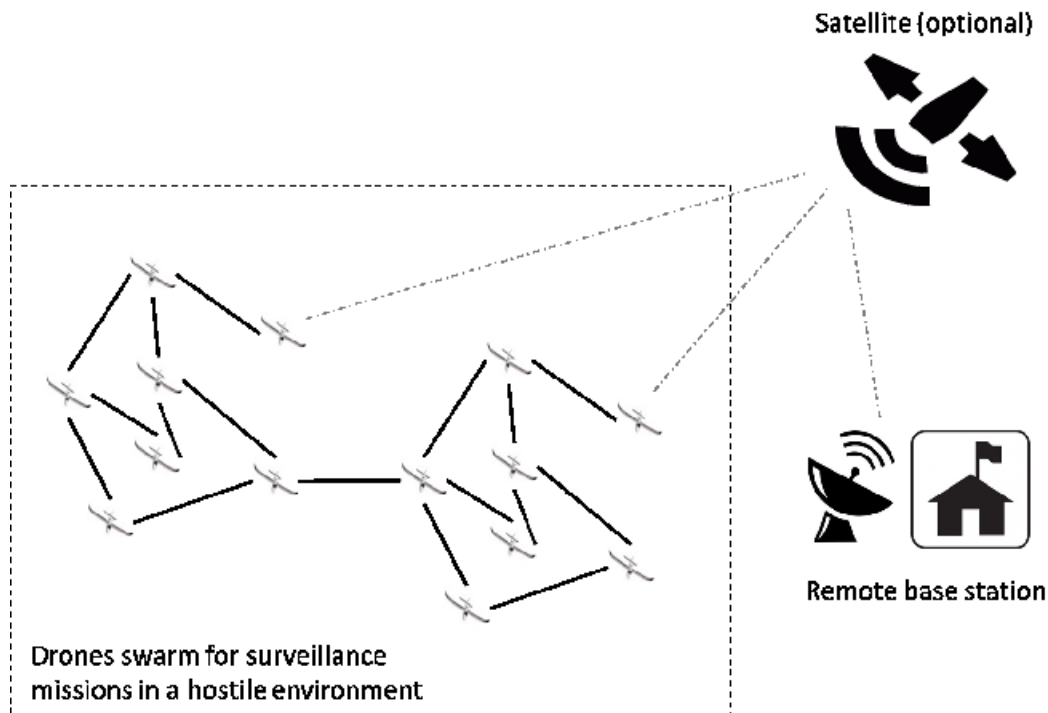 Satellite (optional)
Remote base station
Drones swarm for surveillance
missions in a hostile environment